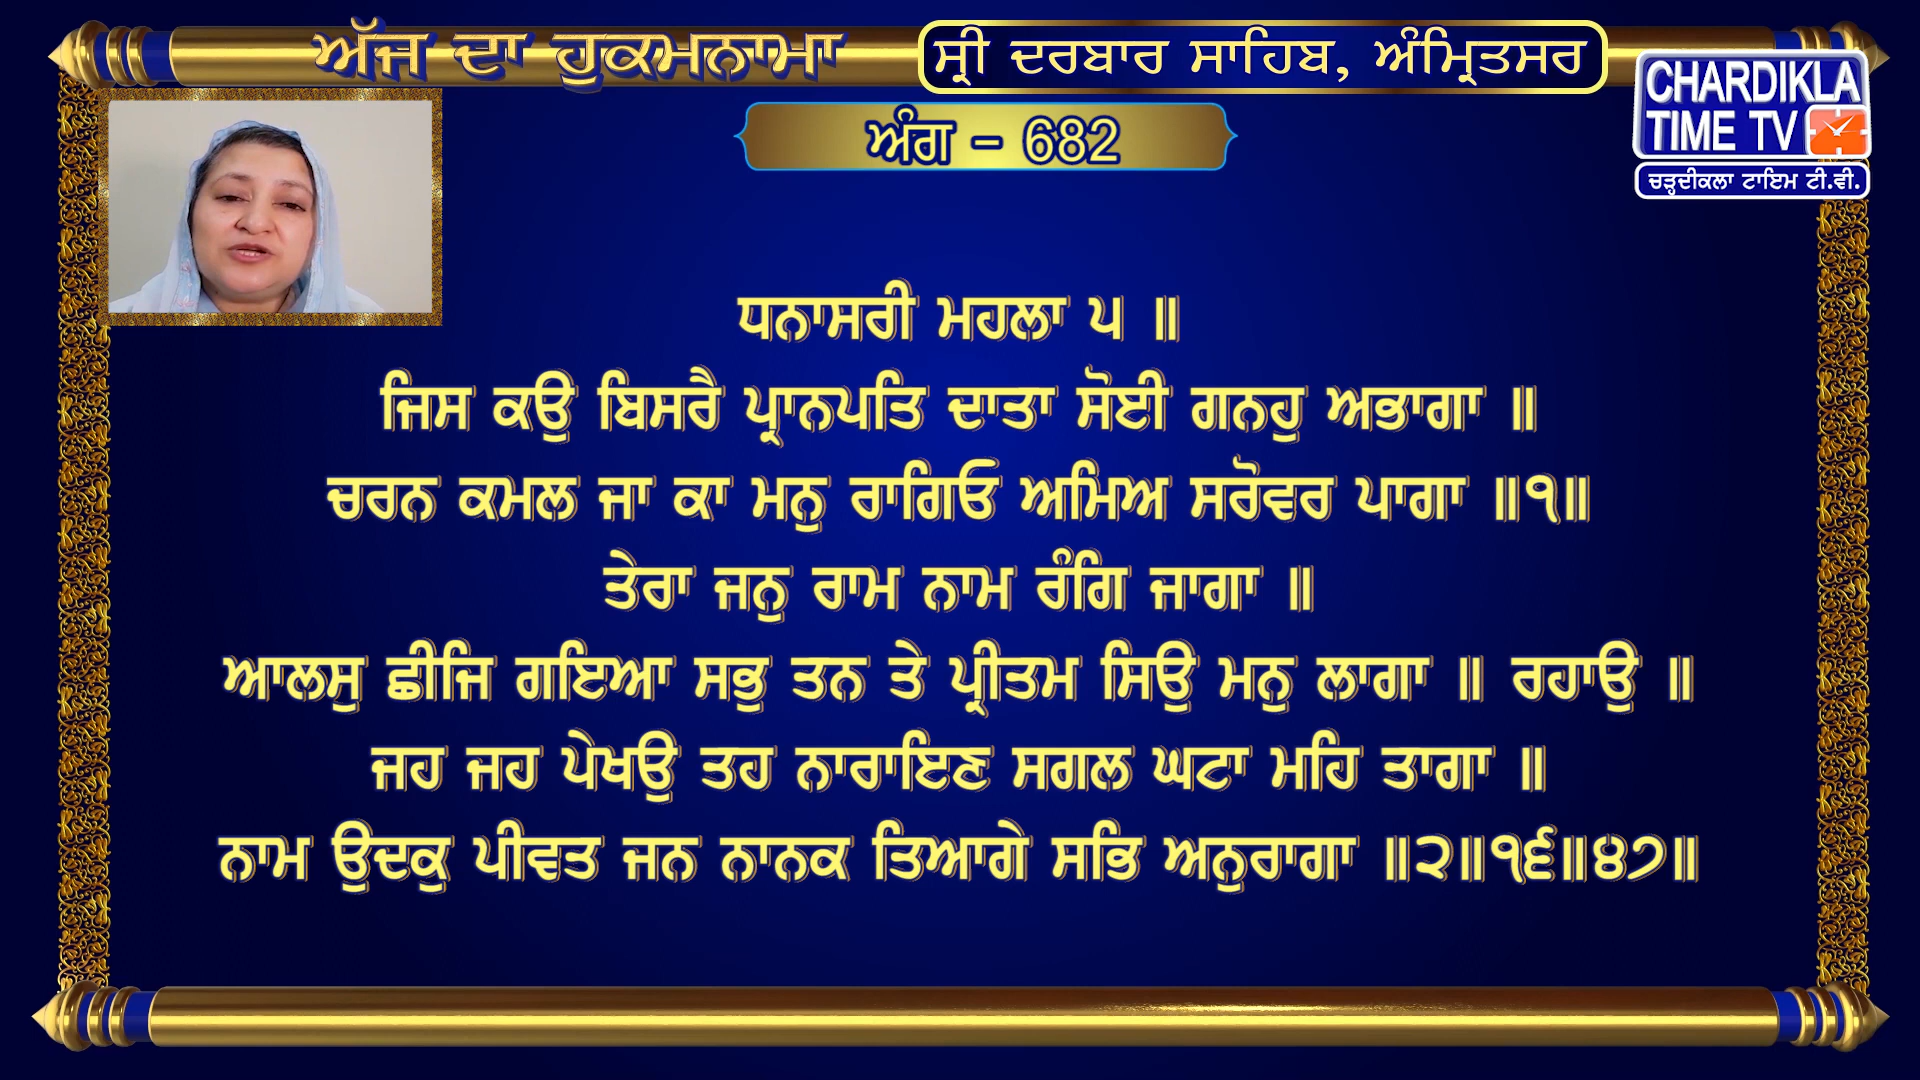 ਅੱਜ ਦਾ ਹੁਕਮਨਾਮਾ
ਸ੍ਰੀ ਦਰਬਾਰ ਸਾਹਿਬ, ਅੰਮ੍ਰਿਤਸਰ
CHARDIKLA
TIME TV
ਚੜ੍ਹਦੀਕਲਾ ਟਾਇਮ ਟੀ.ਵੀ.
ਅੰਗ - 682
ਧਨਾਸਰੀ ਮਹਲਾ ੫ ॥
ਜਿਸ ਕਉ ਬਿਸਰੈ ਪ੍ਰਾਨਪਤਿ ਦਾਤਾ ਸੋਈ ਗਨਹੁ ਅਭਾਗਾ ॥
ਚਰਨ ਕਮਲ ਜਾ ਕਾ ਮਨੁ ਰਾਗਿਓ ਅਮਿਅ ਸਰੋਵਰ ਪਾਗਾ ॥੧॥
ਤੇਰਾ ਜਨੁ ਰਾਮ ਨਾਮ ਰੰਗਿ ਜਾਗਾ ॥
ਆਲਸੁ ਛੀਜਿ ਗਇਆ ਸਭੁ ਤਨ ਤੇ ਪ੍ਰੀਤਮ ਸਿਉ ਮਨੁ ਲਾਗਾ ॥ ਰਹਾਉ ॥
ਜਹ ਜਹ ਪੇਖਉ ਤਹ ਨਾਰਾਇਣ ਸਗਲ ਘਟਾ ਮਹਿ ਤਾਗਾ ॥
ਨਾਮ ਉਦਕੁ ਪੀਵਤ ਜਨ ਨਾਨਕ ਤਿਆਗੇ ਸਭਿ ਅਨੁਰਾਗਾ ॥੨॥੧੬॥੪੭॥